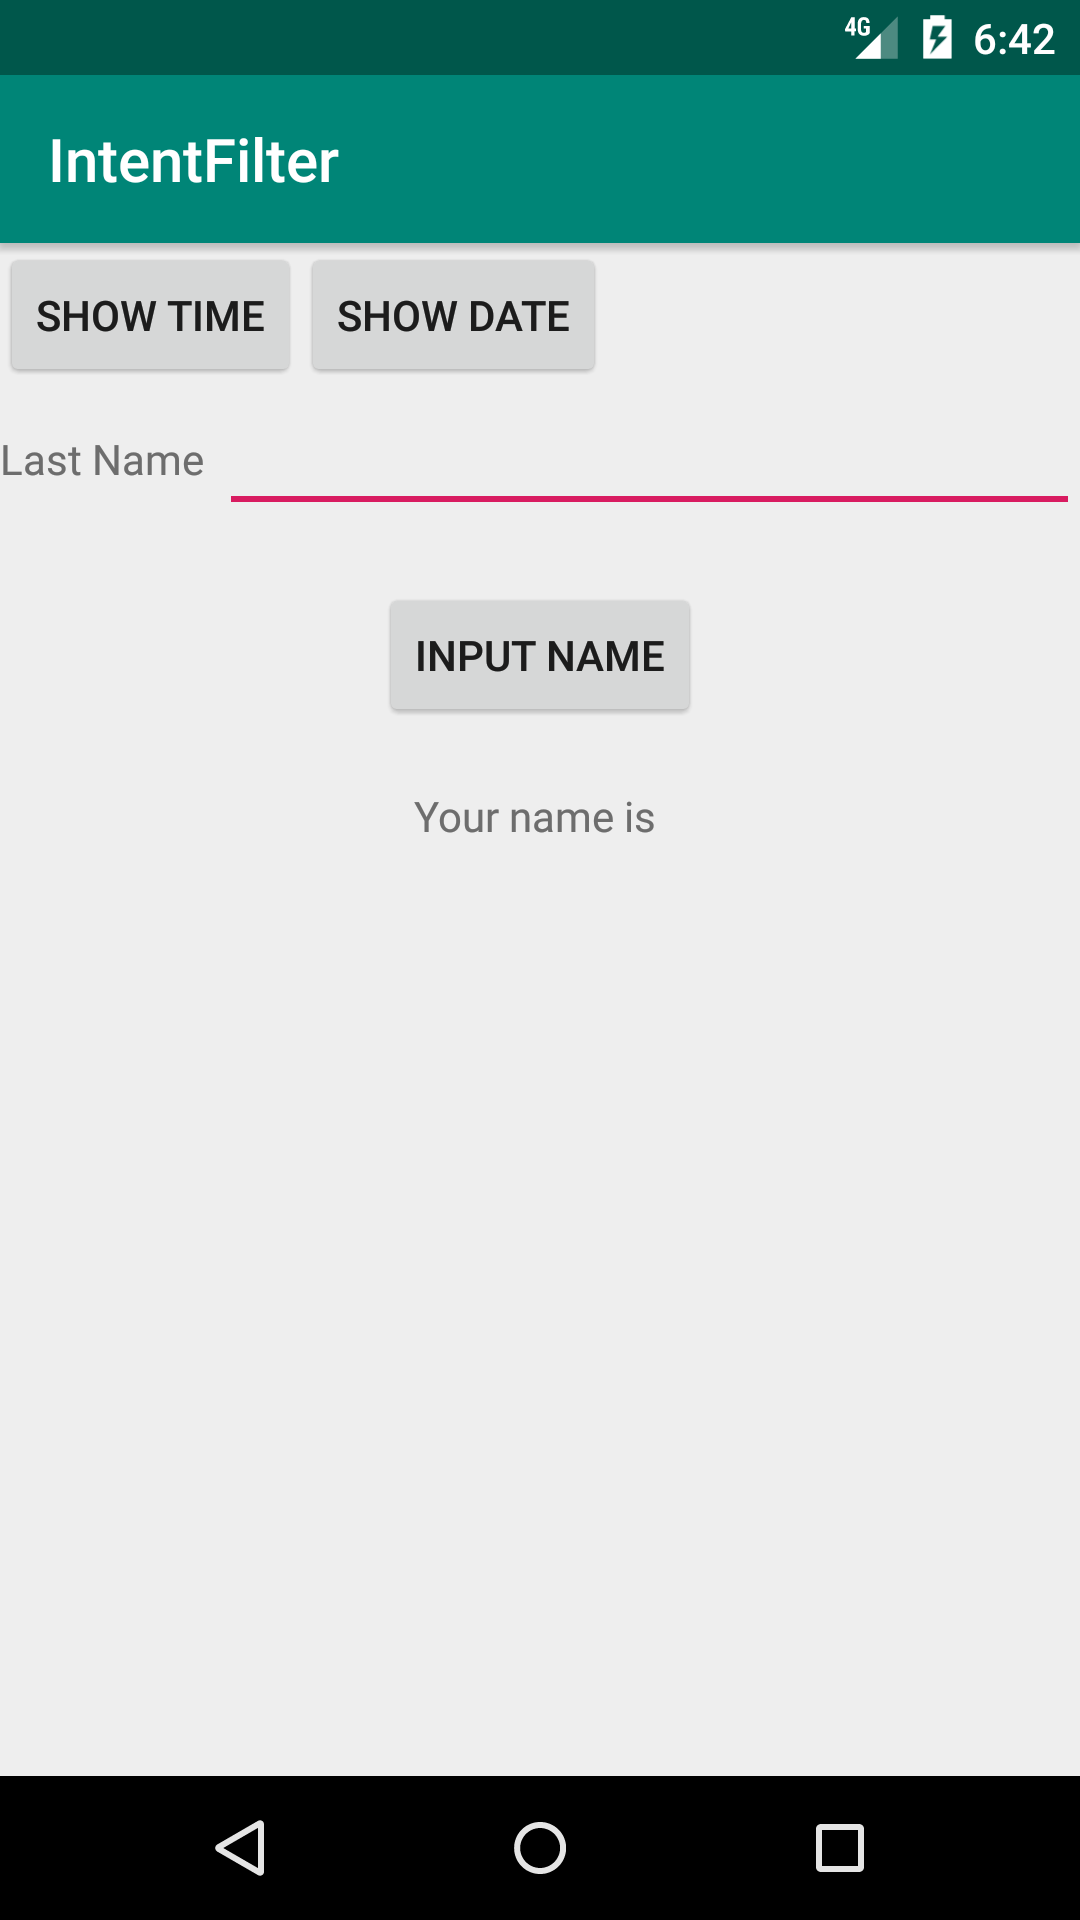 4G 6:42
IntentFilter
SHOW TIME SHOW DATE
Last Name
INPUT NAME
Your name is